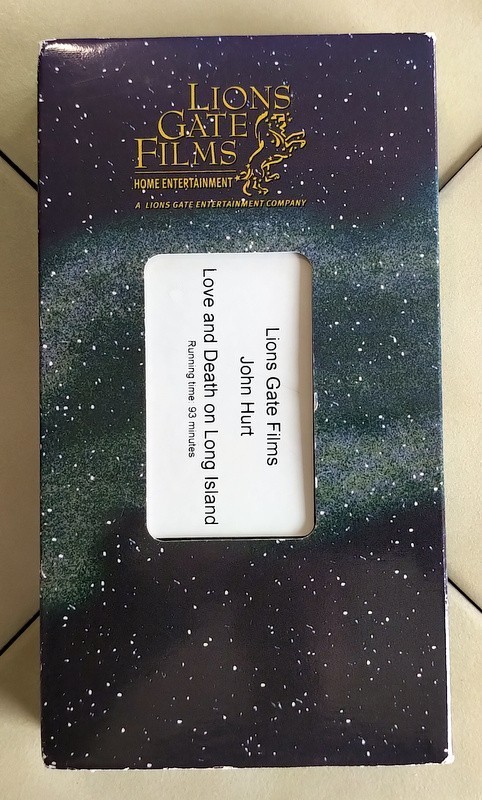 LIONS
GATE
FILMS
HOME ENTERTAINMENT
A LIONS GATE ENTERTAINMENT COMPANY
Lions Gate Films
John Hurt
Love and Death on Long Island
Running time 93 minutes